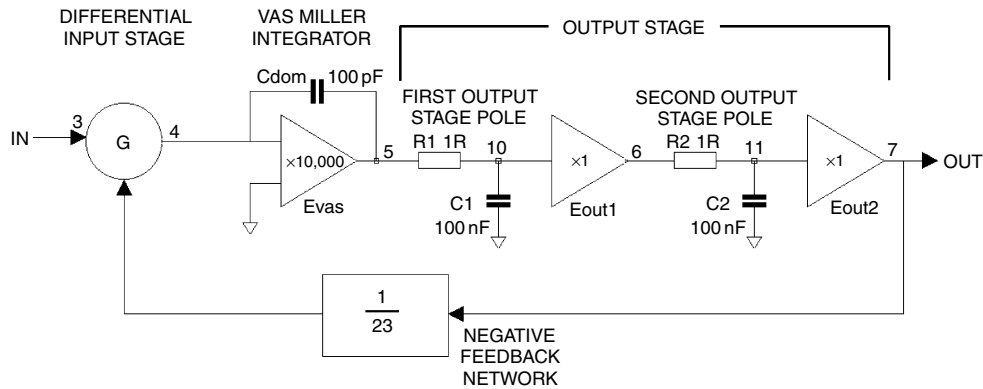 DIFFERENTIAL
INPUT STAGE
VAS MILLER
INTEGRATOR
OUTPUT STAGE
Cdom
100 pF
FIRST OUTPUT
STAGE POLE
SECOND OUTPUT
STAGE POLE
IN
3
G
4
×10,000
Evas
5
R1 1R
10
C1
100 nF
×1
Eout1
6
R2 1R
11
C2
100 nF
×1
Eout2
7
OUT
1
23
NEGATIVE
FEEDBACK
NETWORK